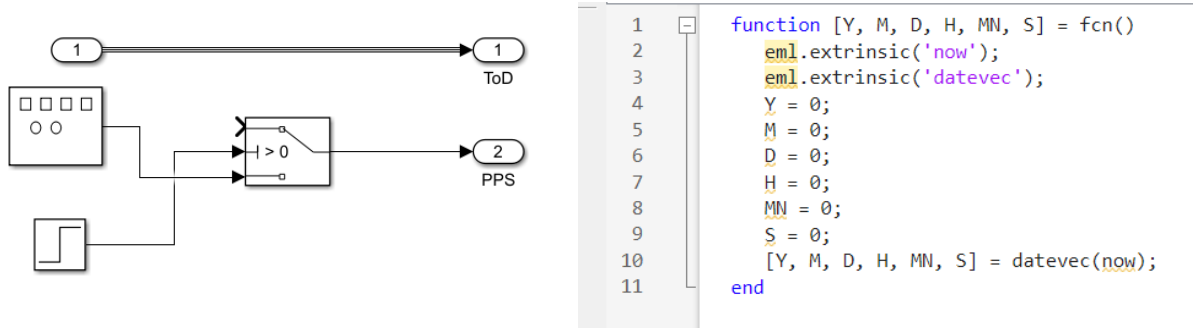 1
1
ToD
> 0
2
PPS
1 function [Y, M, D, H, MN, S] = fcn()
2 eml.extrinsic('now');
3 eml.extrinsic('datevec');
4 Y = 0;
5 M = 0;
6 D = 0;
7 H = 0;
8 MN = 0;
9 S = 0;
10 [Y, M, D, H, MN, S] = datevec(now);
11 end